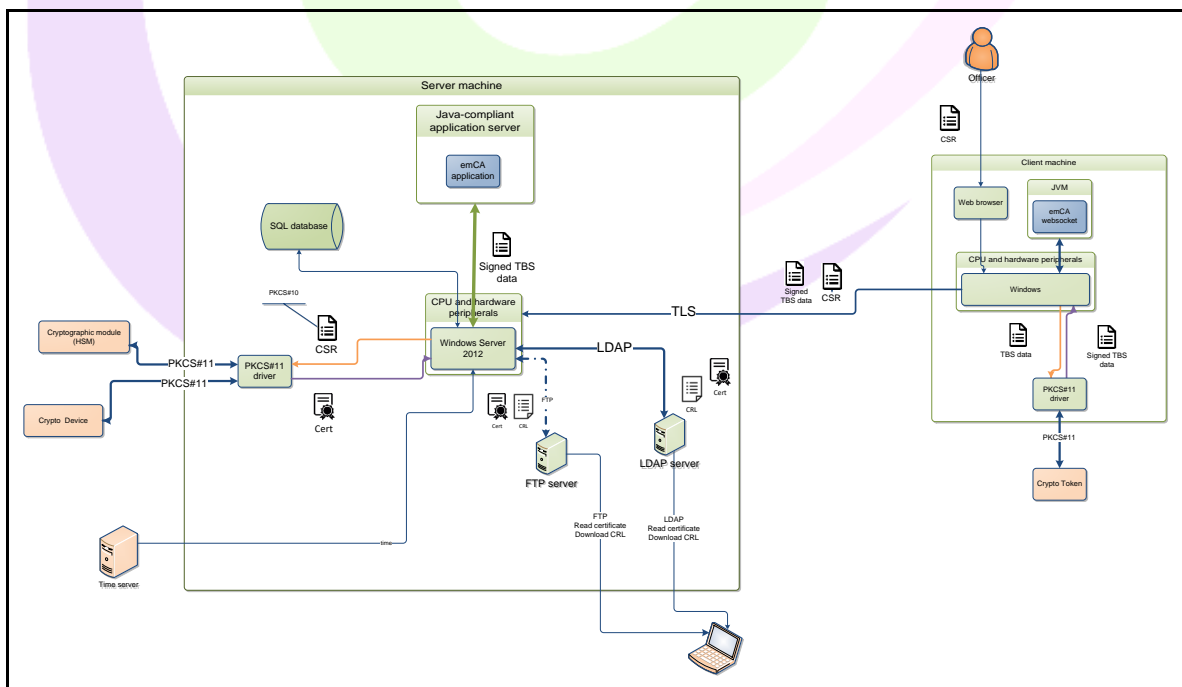 Officer
CSR
Server machine
Java-compliant
application server
emCA
application
SQL database
Signed TBS
data
PKCS#10
CSR
CPU and hardware
peripherals
Windows Server
2012
Cryptographic module
(HSM)
PKCS#11
PKCS#11
Crypto Device
PKCS#11
driver
Cert
LDAP
FTP
Cert
CRL
CRL
Cert
FTP server
LDAP server
FTP
Read certificate
Download CRL
LDAP
Read certificate
Download CRL
time
Time server
TLS
Signed
TBS data
CSR
Client machine
Web browser
JVM
emCA
websocket
CPU and hardware peripherals
Windows
TBS data
Signed TBS
data
PKCS#11
driver
PKCS#11
Crypto Token